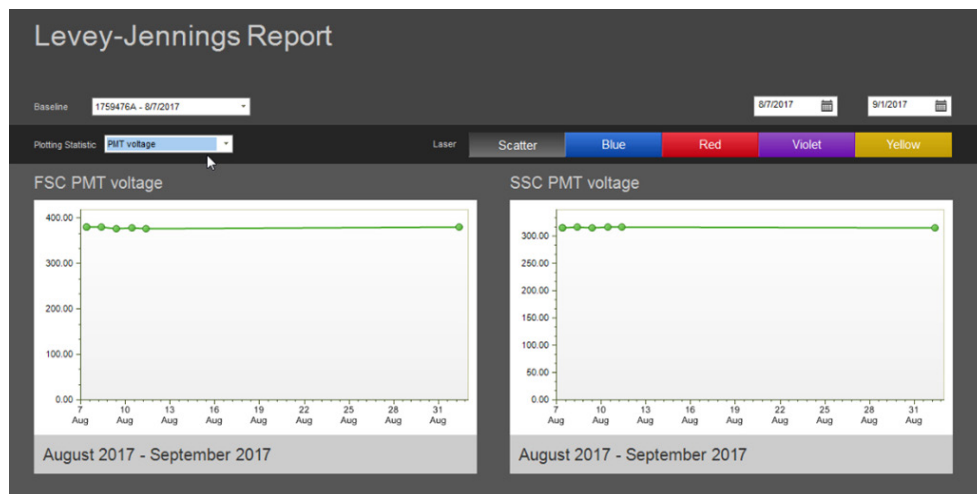 Levey-Jennings Report
Baseline 1759476A - 8/7/2017 8/7/2017 9/1/2017
Plotting Statistic PMT voltage Laser Scatter Blue Red Violet Yellow
FSC PMT voltage
400.00
300.00
200.00
100.00
0.00
7 10 13 16 19 22 25 28 31
Aug Aug Aug Aug Aug Aug Aug Aug Aug
August 2017 - September 2017
SSC PMT voltage
300.00
250.00
200.00
150.00
100.00
50.00
0.00
7 10 13 16 19 22 25 28 31
Aug Aug Aug Aug Aug Aug Aug Aug Aug
August 2017 - September 2017